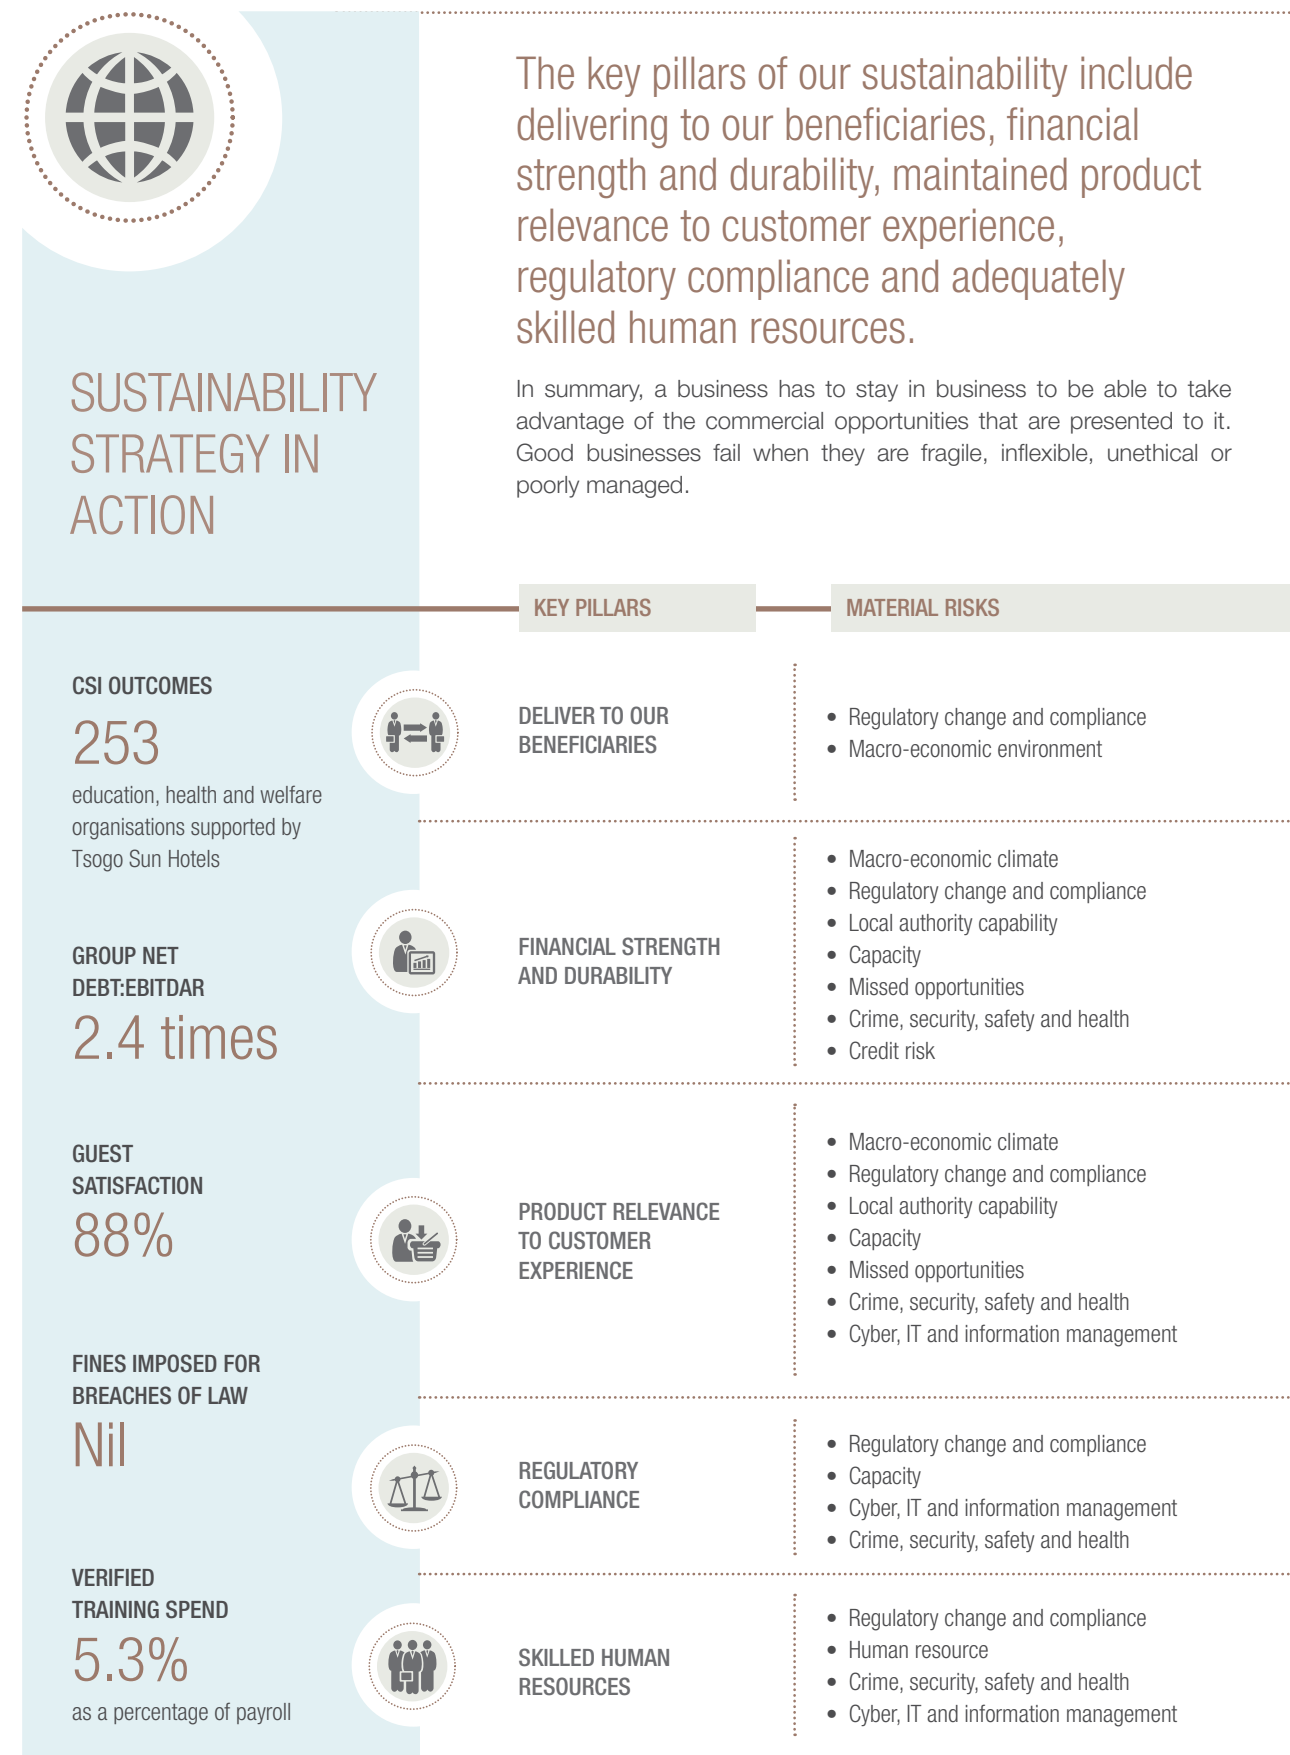 The key pillars of our sustainability include
delivering to our beneficiaries, financial
strength and durability, maintained product
relevance to customer experience,
regulatory compliance and adequately
skilled human resources.
In summary, a business has to stay in business to be able to take
advantage of the commercial opportunities that are presented to it.
Good businesses fail when they are fragile, inflexible, unethical or
poorly managed.
SUSTAINABILITY
STRATEGY IN
ACTION
KEY PILLARS
MATERIAL RISKS
CSI OUTCOMES
253
education, health and welfare
organisations supported by
Tsogo Sun Hotels
DELIVER TO OUR
BENEFICIARIES
• Regulatory change and compliance
• Macro-economic environment
GROUP NET
DEBT:EBITDAR
2.4 times
FINANCIAL STRENGTH
AND DURABILITY
• Macro-economic climate
• Regulatory change and compliance
• Local authority capability
• Capacity
• Missed opportunities
• Crime, security, safety and health
• Credit risk
GUEST
SATISFACTION
88%
PRODUCT RELEVANCE
TO CUSTOMER
EXPERIENCE
• Macro-economic climate
• Regulatory change and compliance
• Local authority capability
• Capacity
• Missed opportunities
• Crime, security, safety and health
• Cyber, IT and information management
FINES IMPOSED FOR
BREACHES OF LAW
Nil
REGULATORY
COMPLIANCE
• Regulatory change and compliance
• Capacity
• Cyber, IT and information management
• Crime, security, safety and health
VERIFIED
TRAINING SPEND
5.3%
as a percentage of payroll
SKILLED HUMAN
RESOURCES
• Regulatory change and compliance
• Human resource
• Crime, security, safety and health
• Cyber, IT and information management